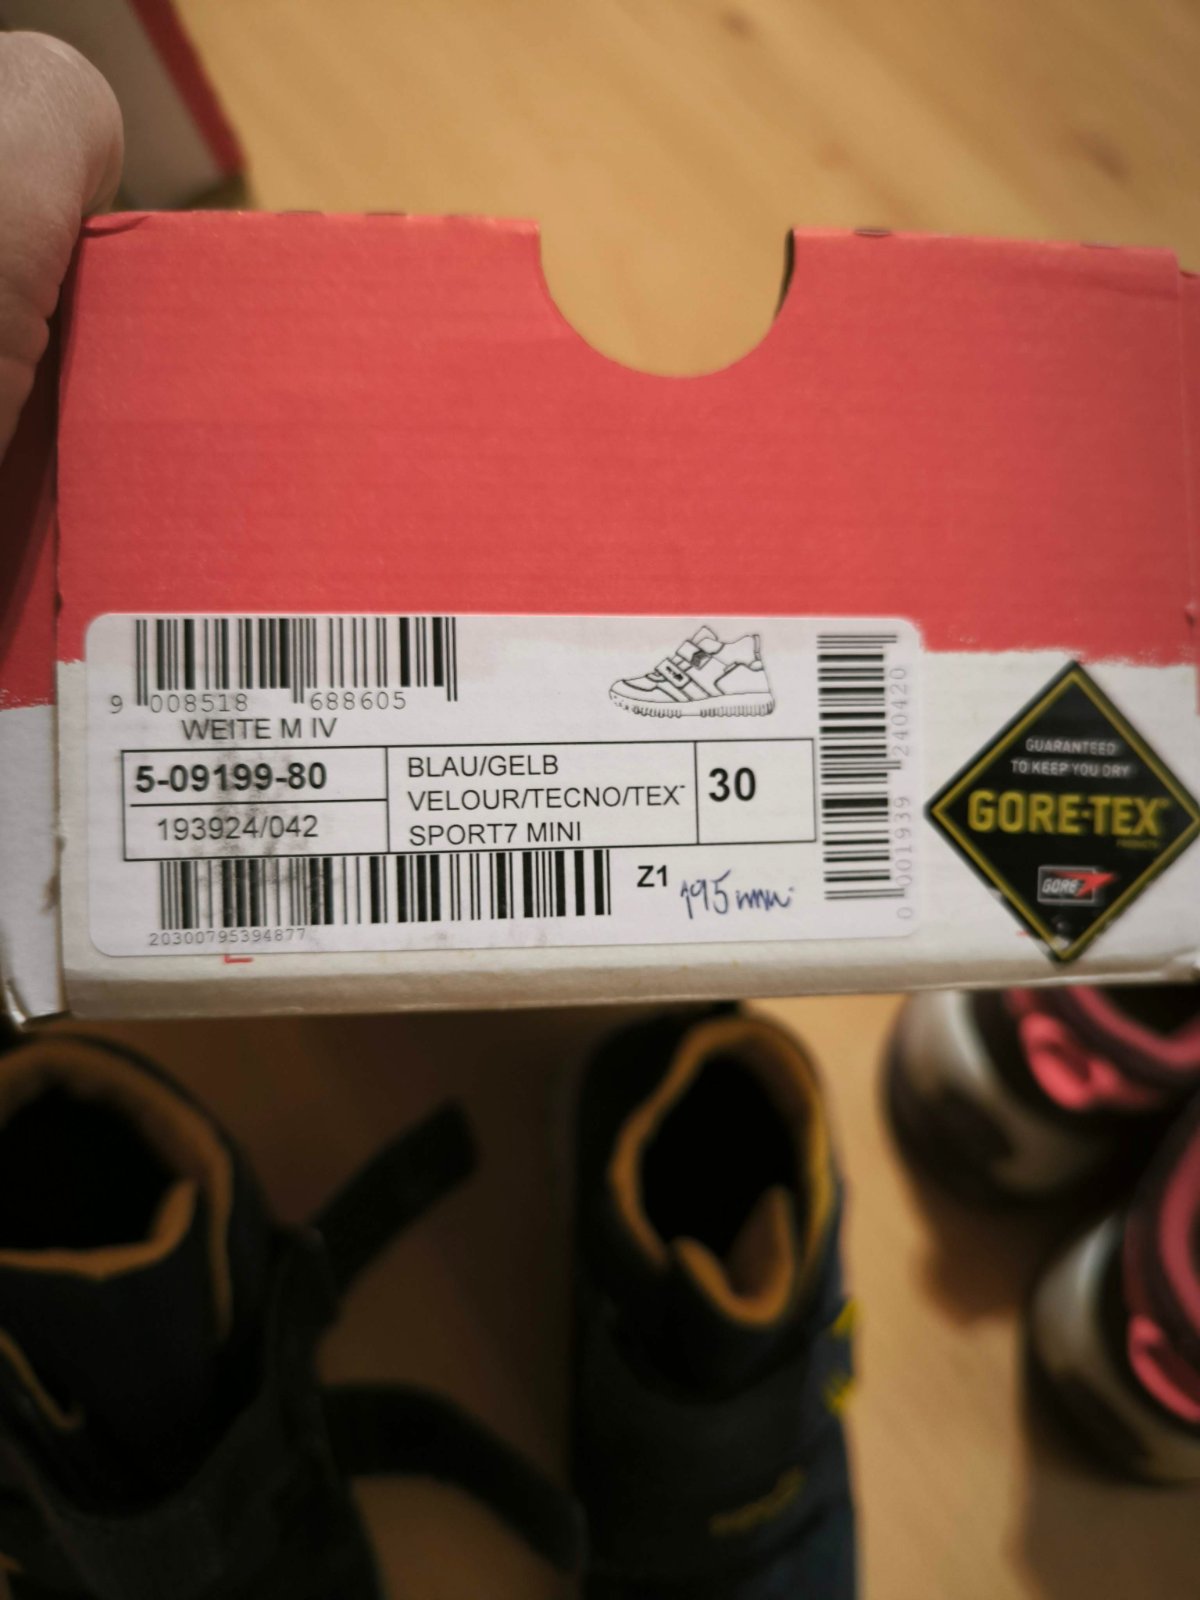 9 008518 688605
WEITE M IV
5-09199-80
193924/042
BLAU/GELB
VELOUR/TECNO/TEX
SPORT7 MINI
30
20300795394877
Z1
195 mm
0 001939 240420
GUARANTEED
TO KEEP YOU DRY
GORE-TEX
GORE